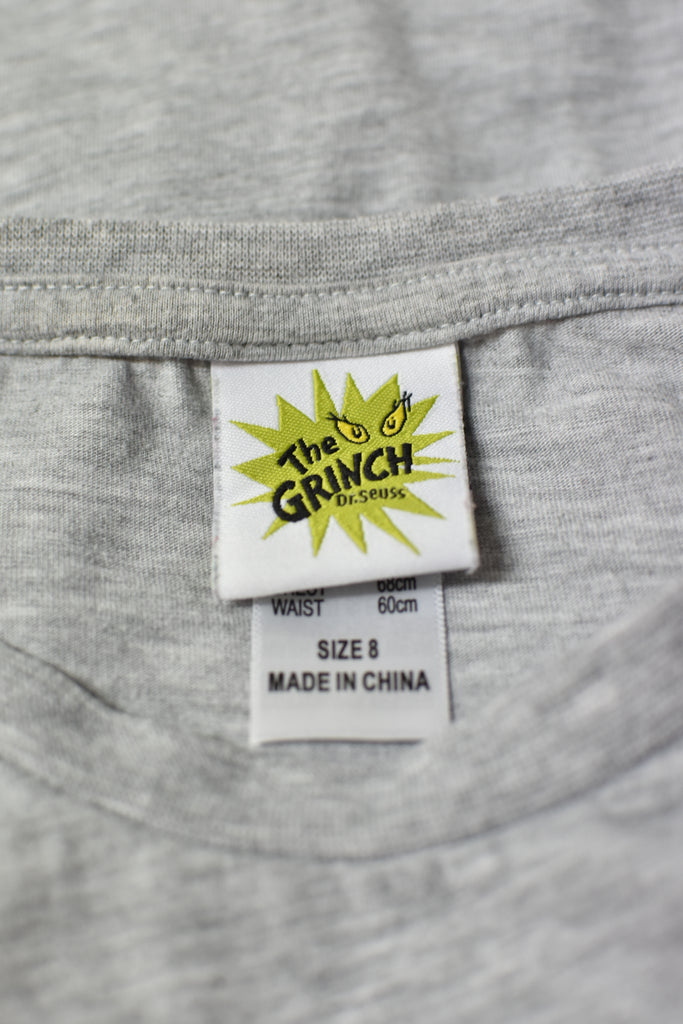 The
GRINCH
Dr. Seuss
68cm
WAIST 60cm
SIZE 8
MADE IN CHINA